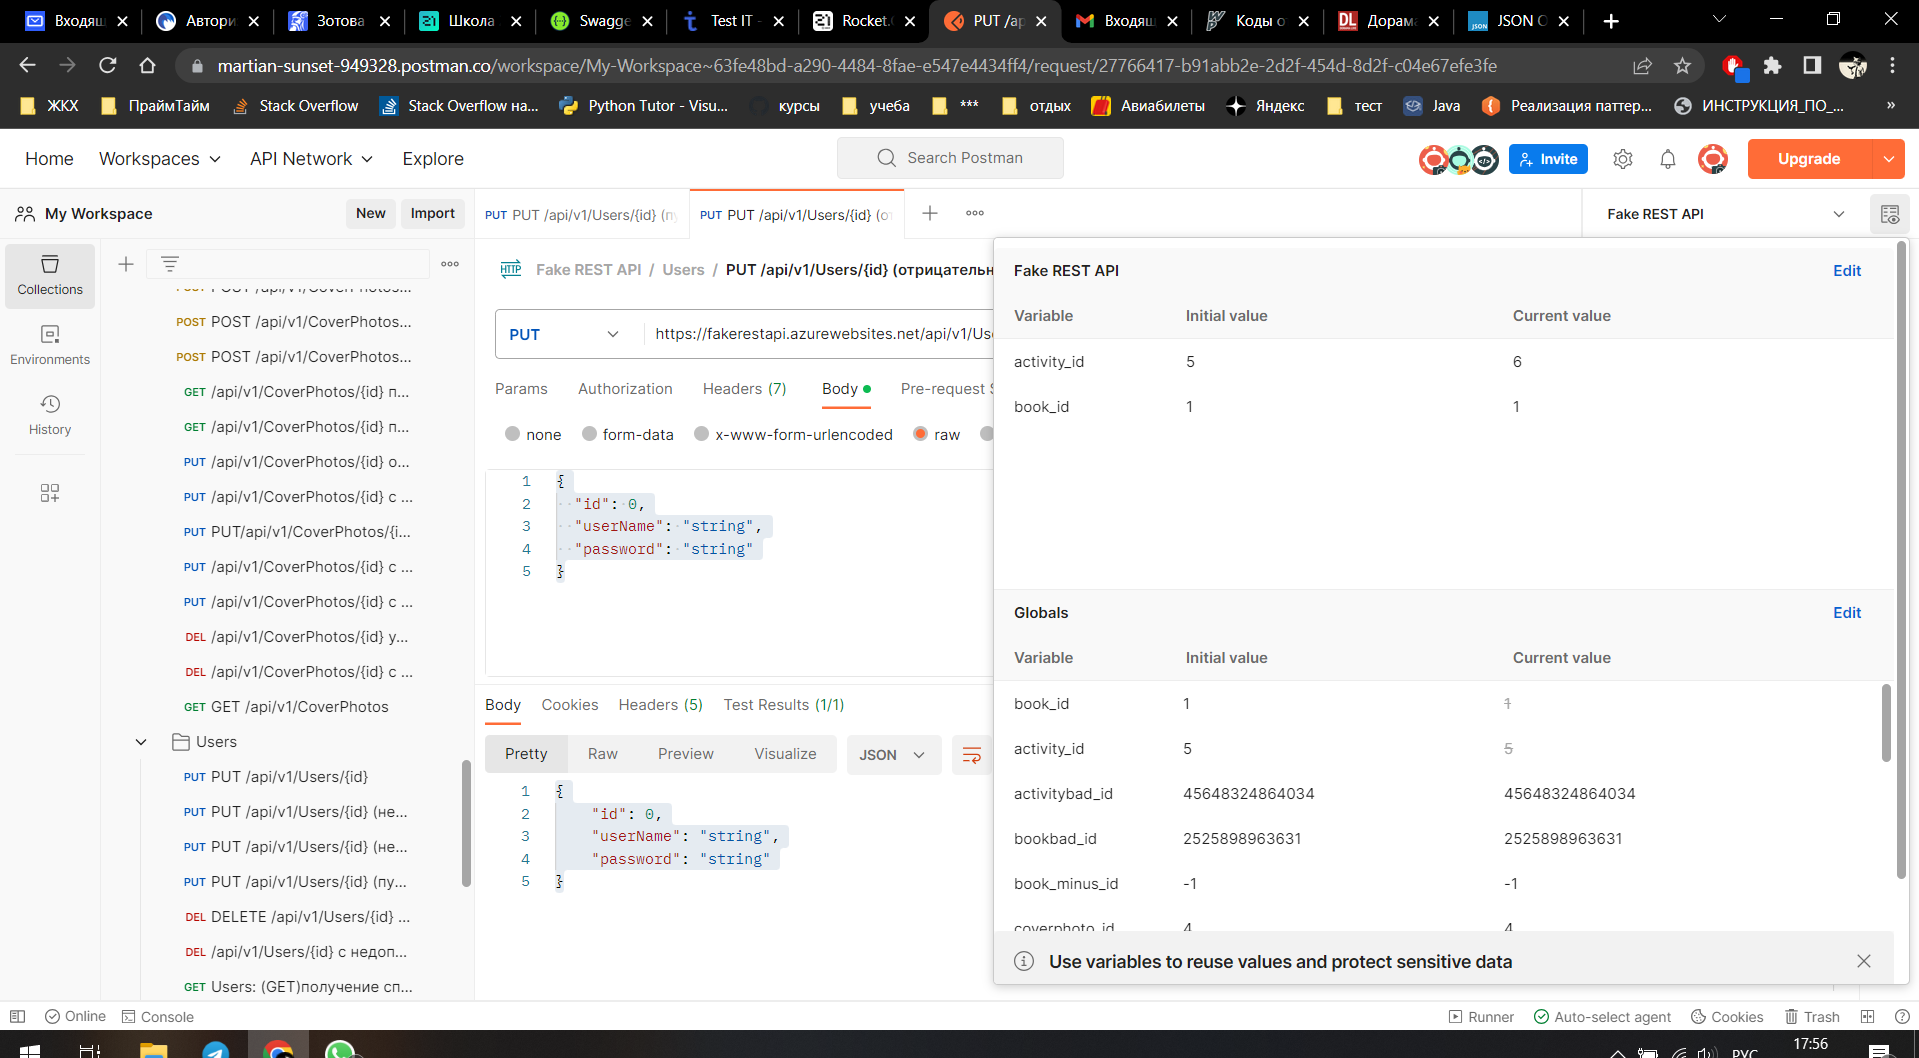 Входящ
Автори
Зотова
Школа
Swagge
Test IT -
Rocket.
PUT /ap
Входящ
Коды о
Дорам
JSON
martian-sunset-949328.postman.co/workspace/My-Workspace~63fe48bd-a290-4484-8fae-e547e4434ff4/request/27766417-b91abb2e-2d2f-454d-8d2f-c04e67efe3fe
ЖКХ
ПраймТайм
Stack Overflow
Stack Overflow на...
Python Tutor - Visu...
курсы
учеба
***
отдых
Авиабилеты
Яндекс
тест
Java
Реализация паттер...
ИНСТРУКЦИЯ_ПО_...
»
Home
Workspaces
API Network
Explore
Search Postman
Invite
Upgrade
My Workspace
New
Import
PUT PUT /api/v1/Users/{id} (п
PUT PUT /api/v1/Users/{id} (о
Fake REST API
Collections
Environments
History
POST /api/v1/CoverPhotos...
POST POST /api/v1/CoverPhotos...
POST POST /api/v1/CoverPhotos...
GET /api/v1/CoverPhotos/{id} п...
GET /api/v1/CoverPhotos/{id} п...
PUT /api/v1/CoverPhotos/{id} о...
PUT /api/v1/CoverPhotos/{id} с ...
PUT PUT/api/v1/CoverPhotos/{i...
PUT /api/v1/CoverPhotos/{id} с ...
PUT /api/v1/CoverPhotos/{id} с ...
DEL /api/v1/CoverPhotos/{id} у...
DEL /api/v1/CoverPhotos/{id} с ...
GET GET /api/v1/CoverPhotos
Users
PUT PUT /api/v1/Users/{id}
PUT PUT /api/v1/Users/{id} (не...
PUT PUT /api/v1/Users/{id} (не...
PUT PUT /api/v1/Users/{id} (пу...
DEL DELETE /api/v1/Users/{id} ...
DEL /api/v1/Users/{id} с недоп...
GET Users: (GET)получение сп...
HTTP Fake REST API / Users / PUT /api/v1/Users/{id} (отрицательн
PUT
https://fakerestapi.azurewebsites.net/api/v1/Use
Params
Authorization
Headers (7)
Body
Pre-request S
none
form-data
x-www-form-urlencoded
raw
1 {
2 "id": 0,
3 "userName": "string",
4 "password": "string"
5 }
Body
Cookies
Headers (5)
Test Results (1/1)
Pretty
Raw
Preview
Visualize
JSON
1 {
2 "id": 0,
3 "userName": "string",
4 "password": "string"
5 }
Fake REST API
Edit
Variable Initial value Current value
activity_id 5 6
book_id 1 1
Globals
Edit
Variable Initial value Current value
book_id 1 1
activity_id 5 5
activitybad_id 45648324864034 45648324864034
bookbad_id 2525898963631 2525898963631
book_minus_id -1 -1
coverphoto_id 4 4
Use variables to reuse values and protect sensitive data
Online
Console
Runner
Auto-select agent
Cookies
Trash
РУС
17:56